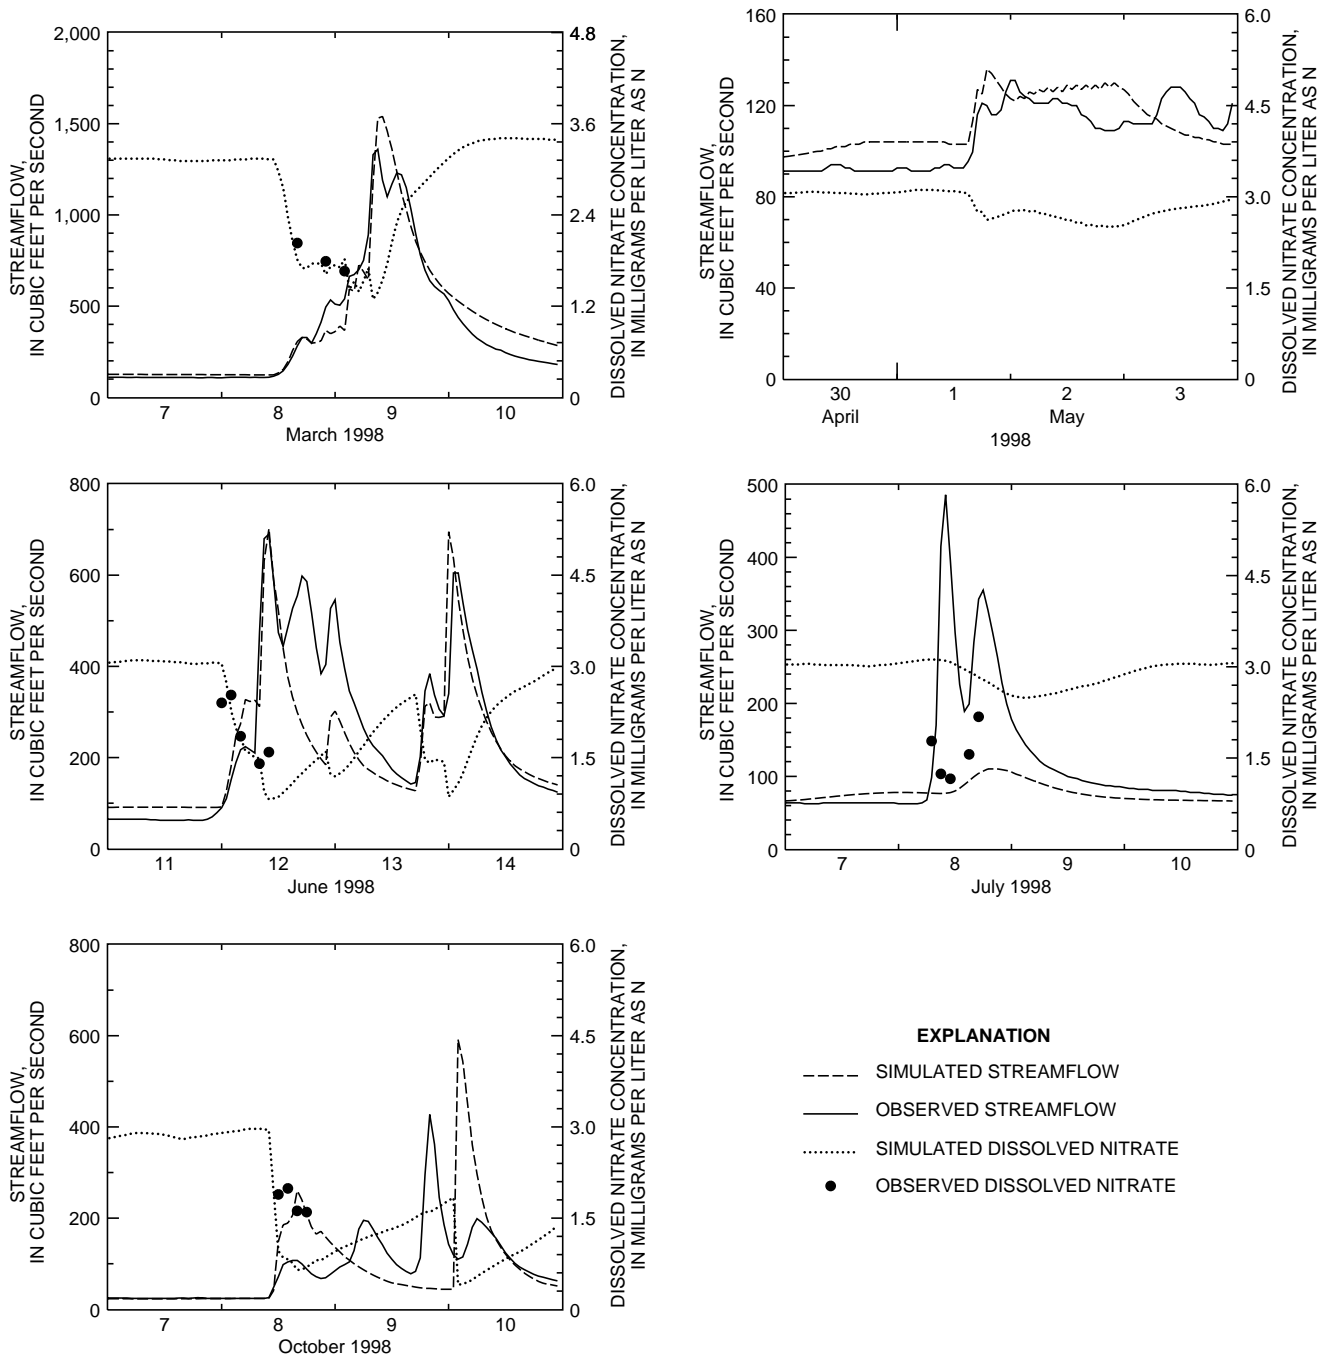 2,000
1,500
1,000
500
0
STREAMFLOW,
IN CUBIC FEET PER SECOND
4.8
3.6
2.4
1.2
0
DISSOLVED NITRATE CONCENTRATION,
IN MILLIGRAMS PER LITER AS N
7 8 9 10
March 1998
160
120
80
40
0
STREAMFLOW,
IN CUBIC FEET PER SECOND
6.0
4.5
3.0
1.5
0
DISSOLVED NITRATE CONCENTRATION,
IN MILLIGRAMS PER LITER AS N
30 1 2 3
April May
1998
800
600
400
200
0
STREAMFLOW,
IN CUBIC FEET PER SECOND
6.0
4.5
3.0
1.5
0
DISSOLVED NITRATE CONCENTRATION,
IN MILLIGRAMS PER LITER AS N
11 12 13 14
June 1998
500
400
300
200
100
0
STREAMFLOW,
IN CUBIC FEET PER SECOND
6.0
4.5
3.0
1.5
0
DISSOLVED NITRATE CONCENTRATION,
IN MILLIGRAMS PER LITER AS N
7 8 9 10
July 1998
800
600
400
200
0
STREAMFLOW,
IN CUBIC FEET PER SECOND
6.0
4.5
3.0
1.5
0
DISSOLVED NITRATE CONCENTRATION,
IN MILLIGRAMS PER LITER AS N
7 8 9 10
October 1998
EXPLANATION
SIMULATED STREAMFLOW
OBSERVED STREAMFLOW
SIMULATED DISSOLVED NITRATE
OBSERVED DISSOLVED NITRATE